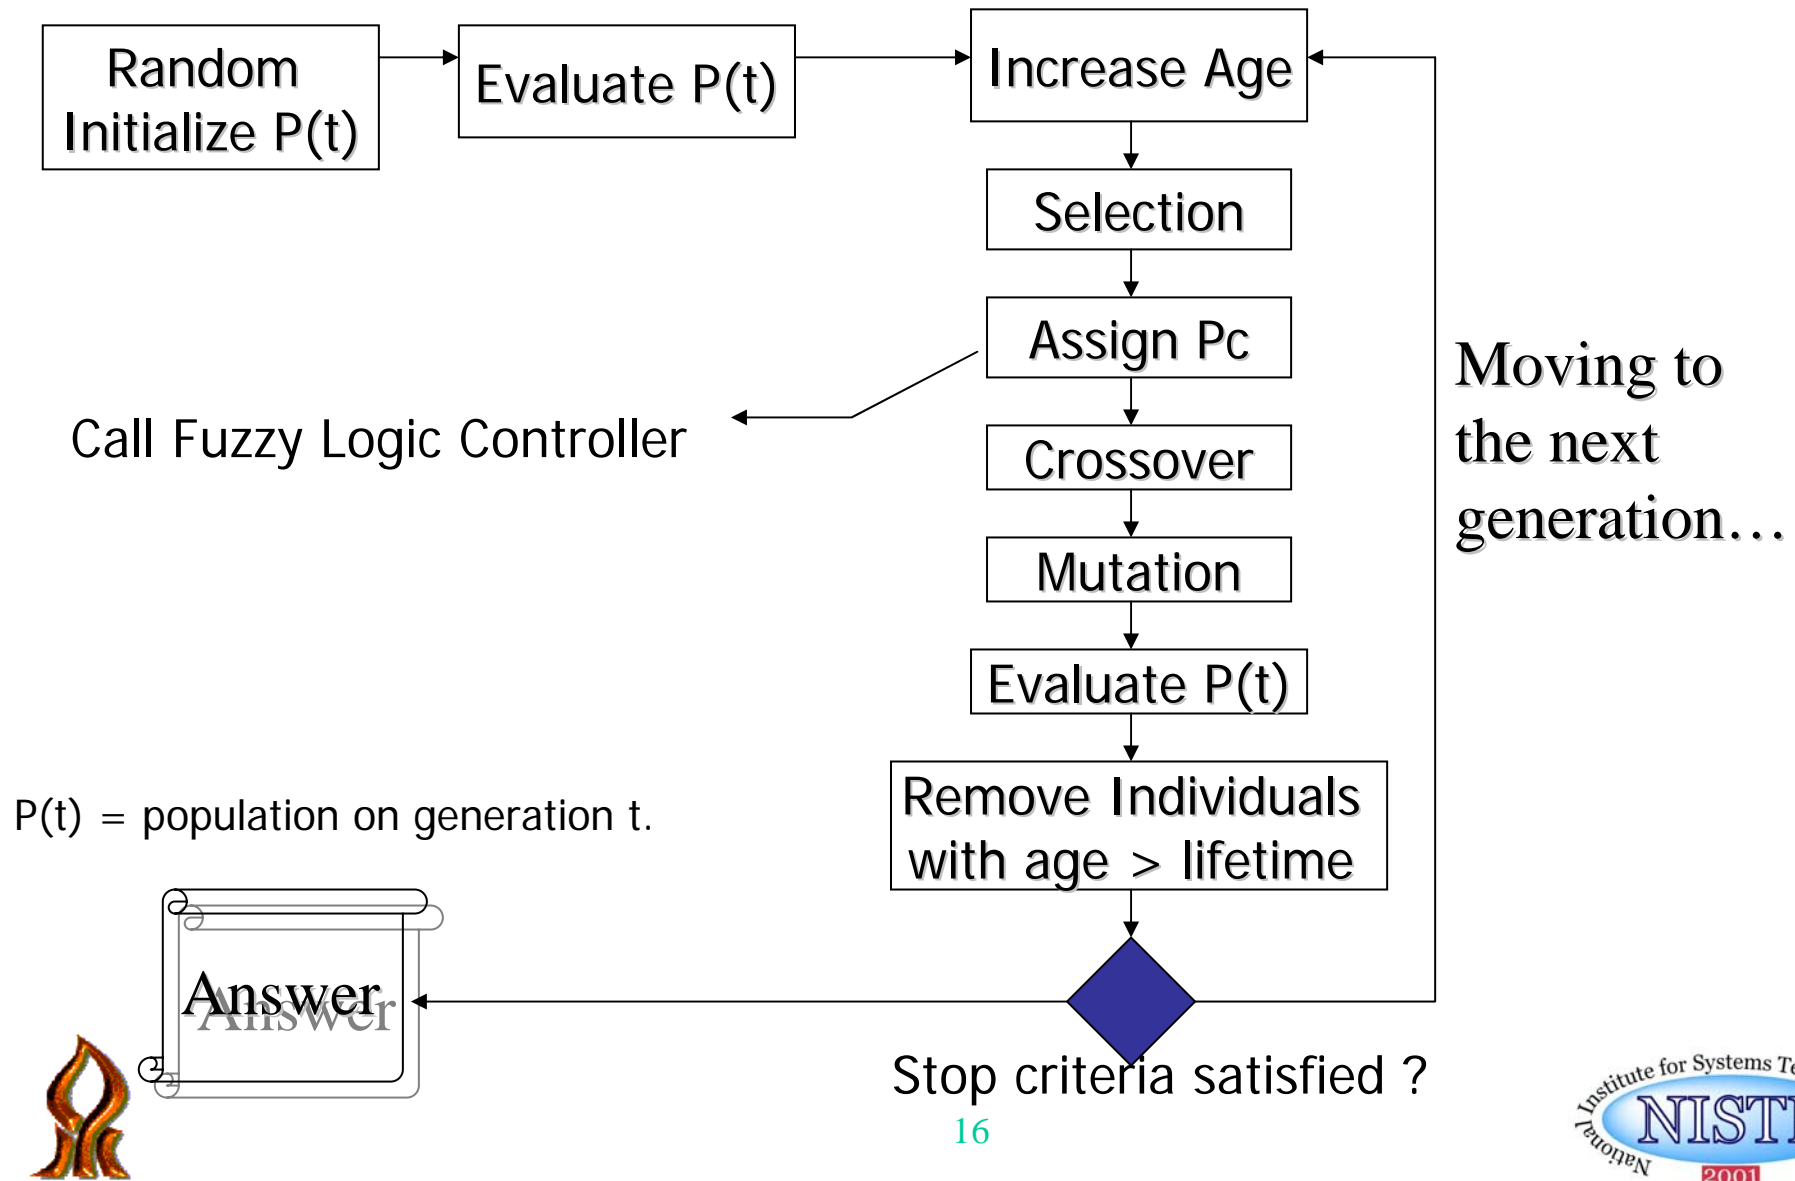 Random
Initialize P(t)
Evaluate P(t)
Increase Age
Selection
Assign Pc
Call Fuzzy Logic Controller
Crossover
Mutation
Evaluate P(t)
Remove Individuals
with age > lifetime
Moving to
the next
generation…
P(t) = population on generation t.
Answer
Stop criteria satisfied ?
16
National
Institute for Systems
NIST
2001